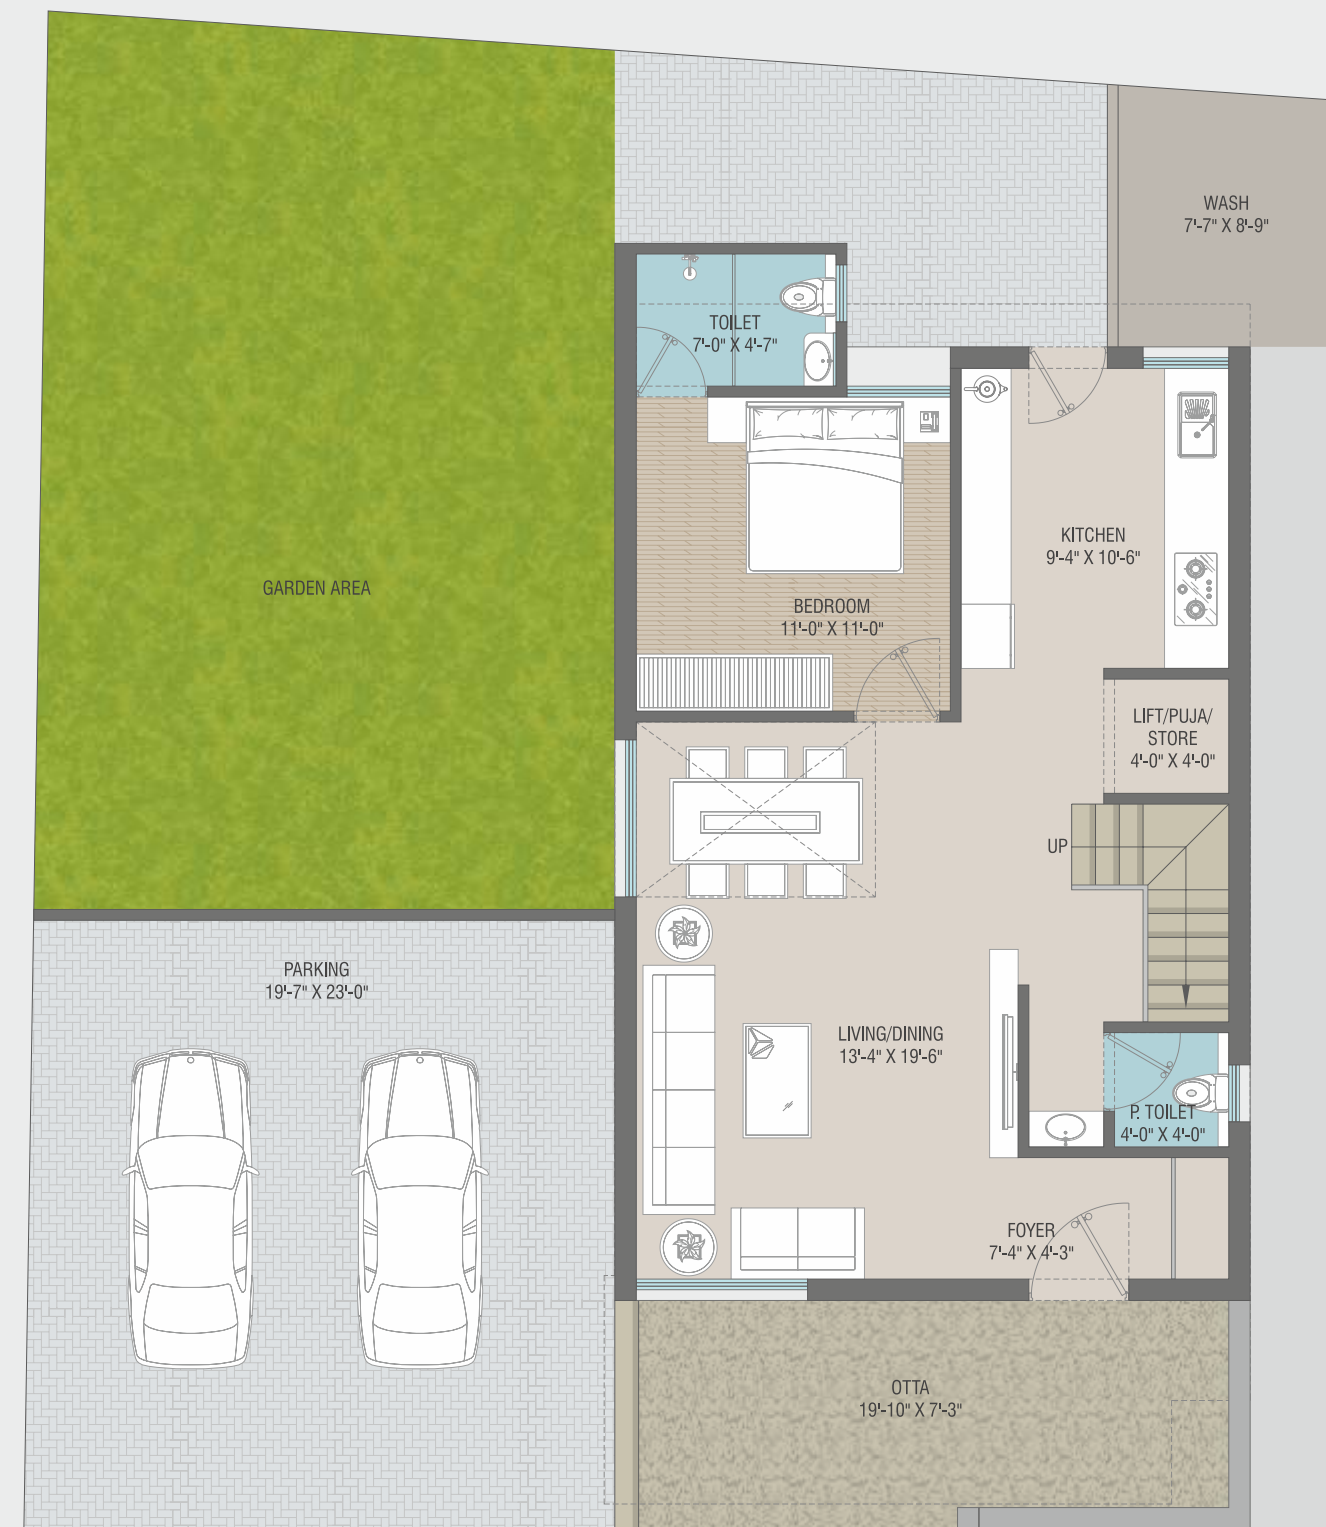 WASH
7'-7" X 8'-9"
TOILET
7'-0" X 4'-7"
KITCHEN
9'-4" X 10'-6"
GARDEN AREA
BEDROOM
11'-0" X 11'-0"
LIFT/PUJA/
STORE
4'-0" X 4'-0"
UP
PARKING
19'-7" X 23'-0"
LIVING/DINING
13'-4" X 19'-6"
P. TOILET
4'-0" X 4'-0"
FOYER
7'-4" X 4'-3"
OTTA
19'-10" X 7'-3"